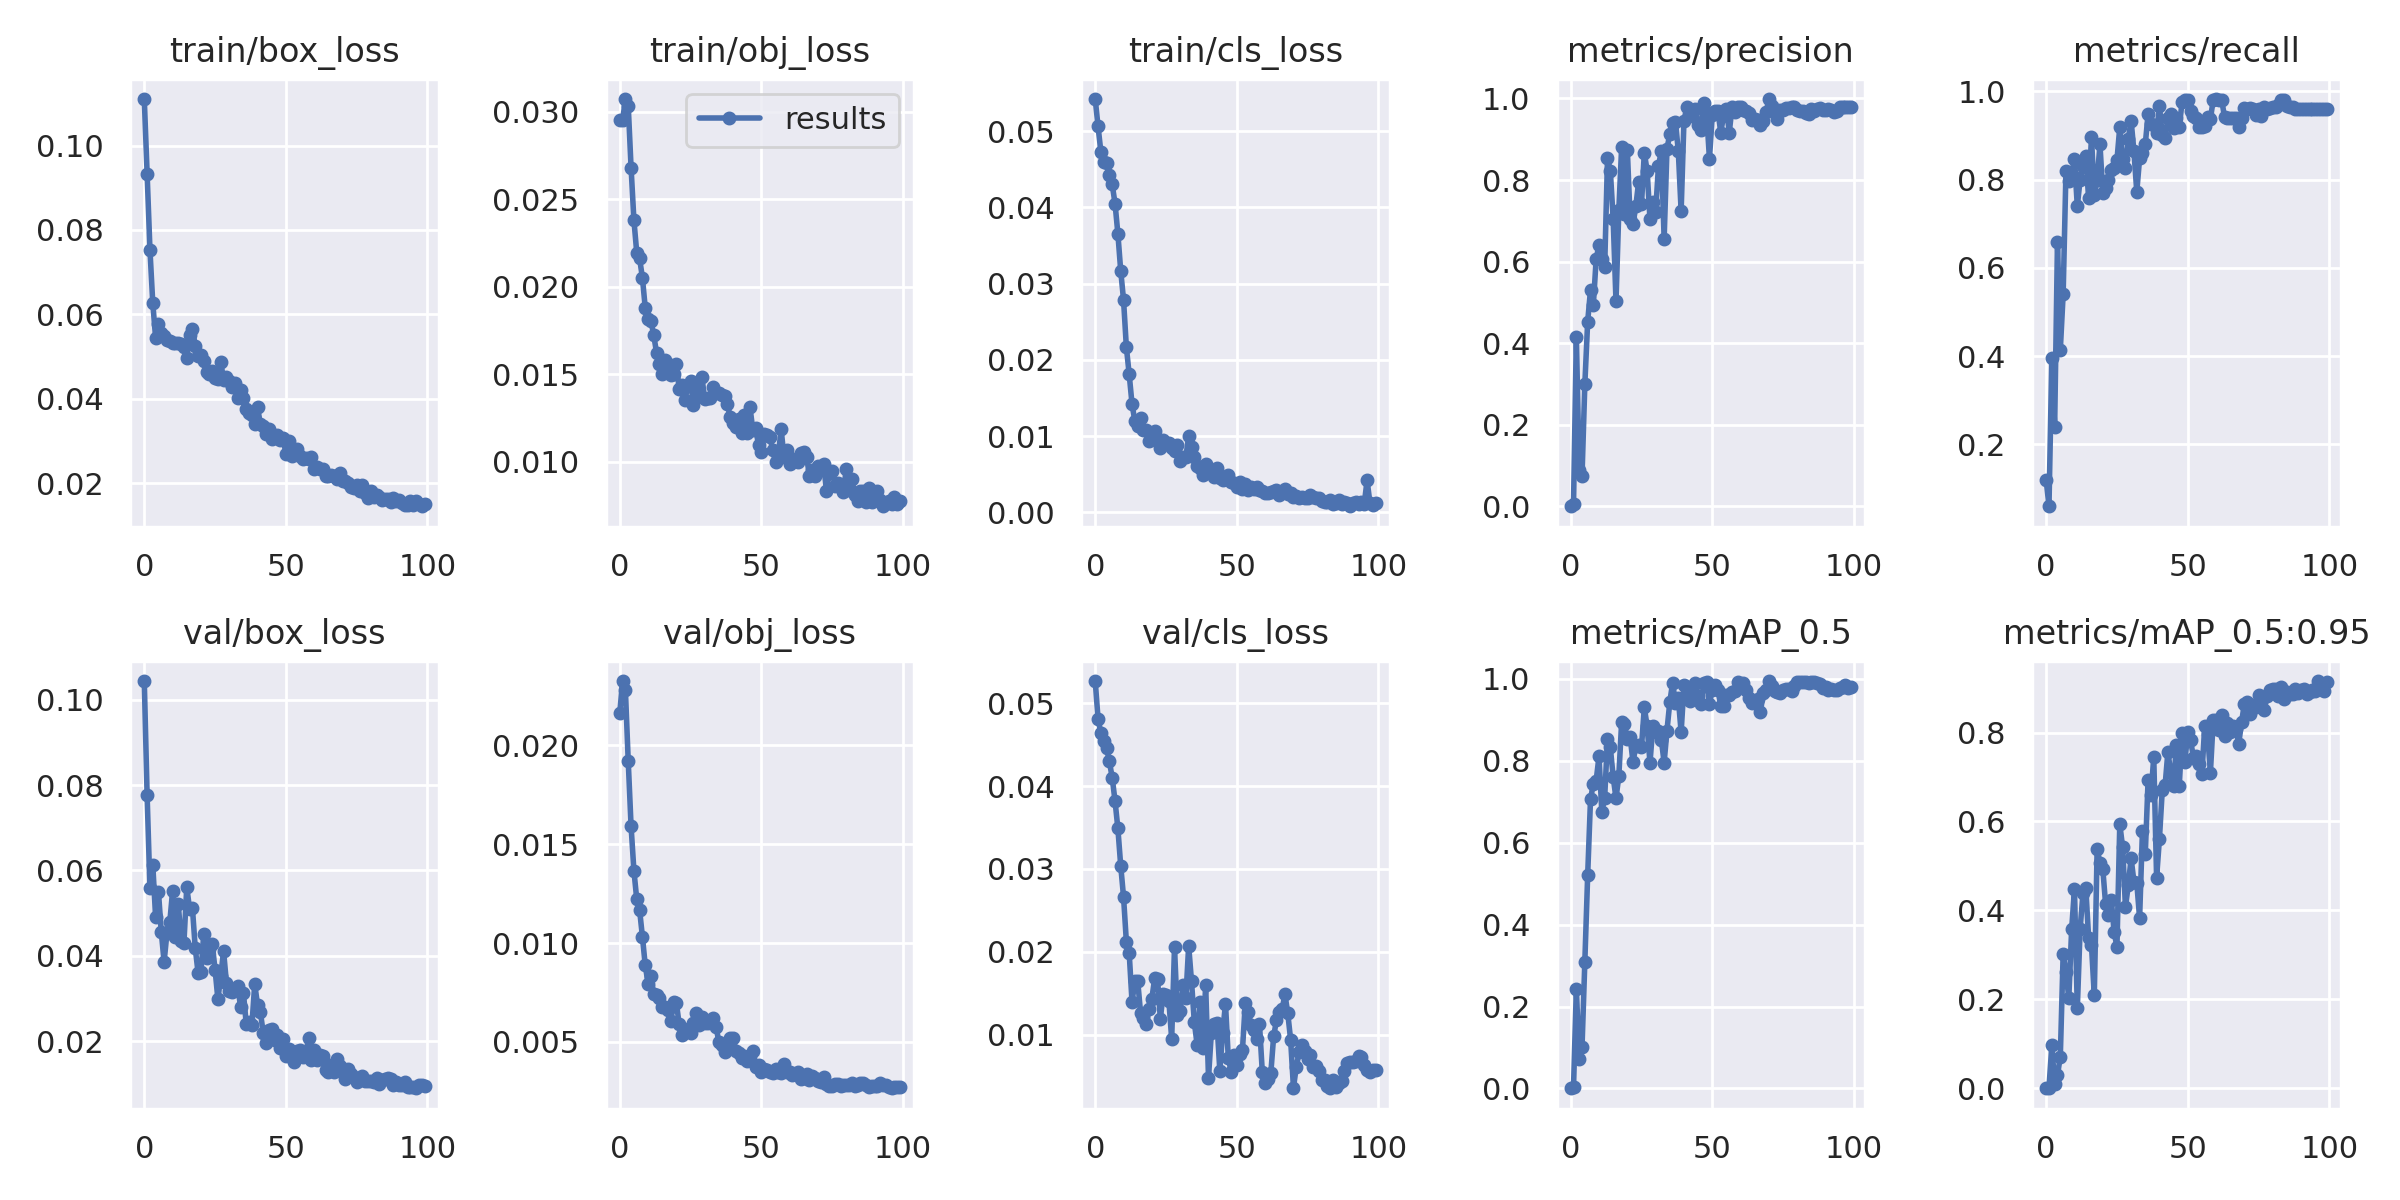 train/box_loss
0.10
0.08
0.06
0.04
0.02
0 50 100
train/obj_loss
results
0.030
0.025
0.020
0.015
0.010
0 50 100
train/cls_loss
0.05
0.04
0.03
0.02
0.01
0.00
0 50 100
metrics/precision
1.0
0.8
0.6
0.4
0.2
0.0
0 50 100
metrics/recall
1.0
0.8
0.6
0.4
0.2
0 50 100
val/box_loss
0.10
0.08
0.06
0.04
0.02
0 50 100
val/obj_loss
0.020
0.015
0.010
0.005
0 50 100
val/cls_loss
0.05
0.04
0.03
0.02
0.01
0 50 100
metrics/mAP_0.5
1.0
0.8
0.6
0.4
0.2
0.0
0 50 100
metrics/mAP_0.5:0.95
0.8
0.6
0.4
0.2
0.0
0 50 100